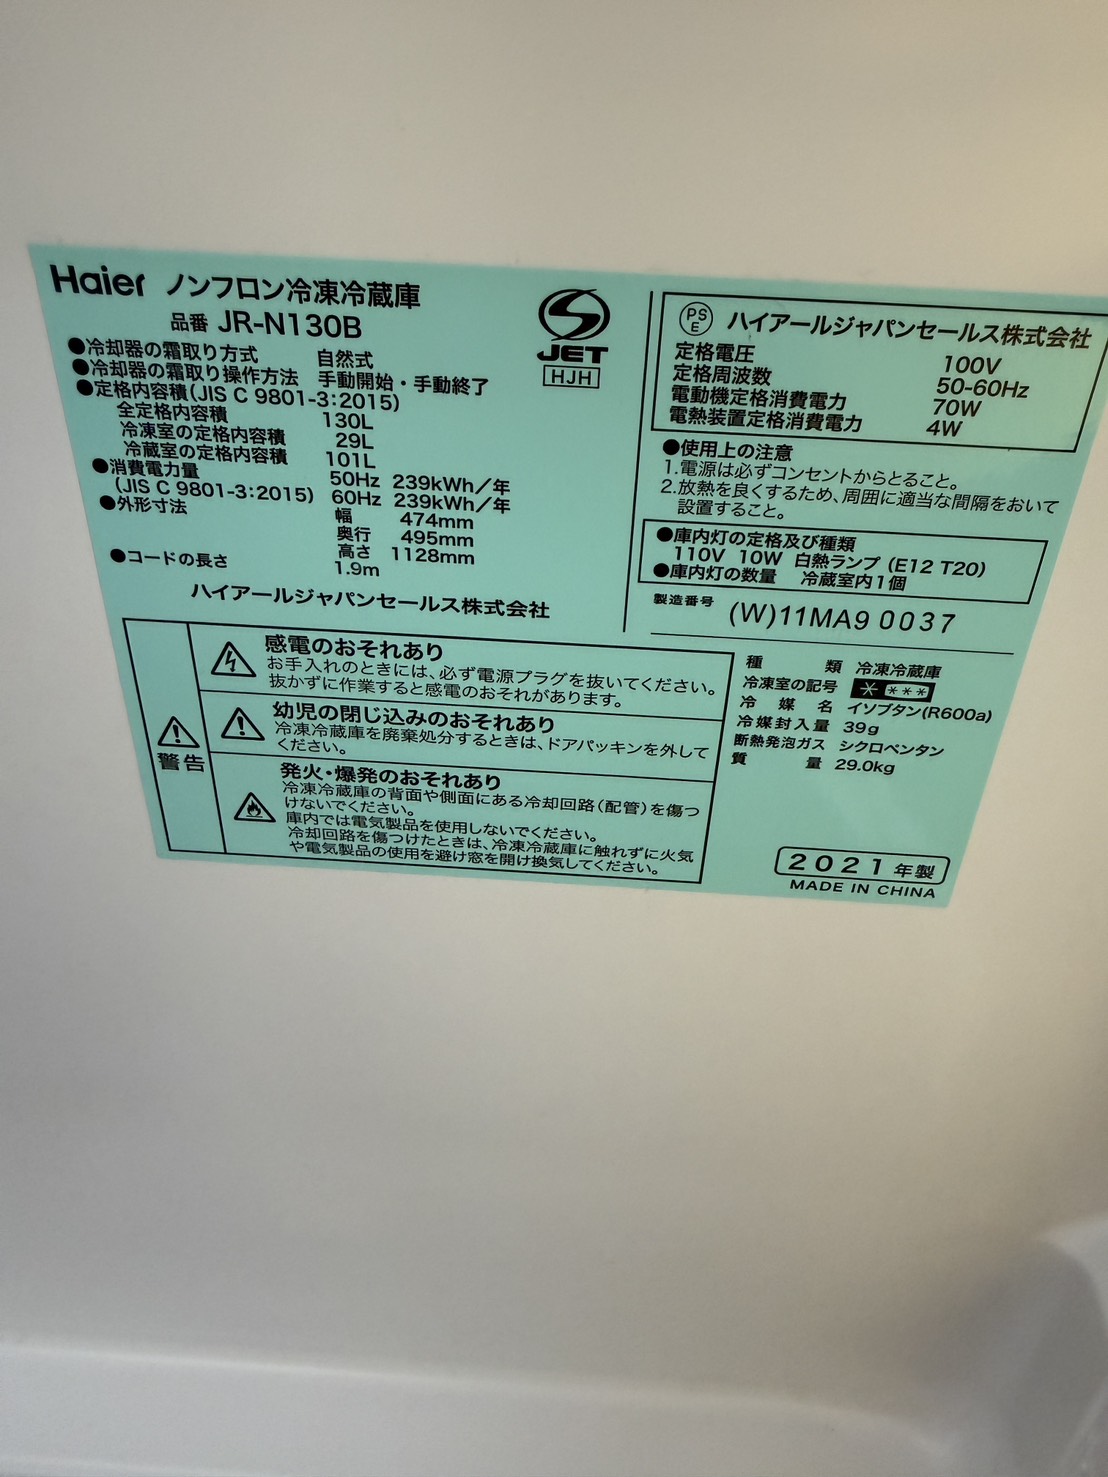 Haier ノンフロン冷凍冷蔵庫
品番 JR-N130B
●冷却器の霜取り方式 自然式
●冷却器の霜取り操作方法 手動開始・手動終了
●定格内容積(JIS C 9801-3:2015)
全定格内容積 130L
冷凍室の定格内容積 29L
冷蔵室の定格内容積 101L
●消費電力量 50Hz 239kWh/年
(JIS C 9801-3:2015) 60Hz 239kWh/年
●外形寸法 幅 474mm
奥行 495mm
高さ 1128mm
●コードの長さ 1.9m
ハイアールジャパンセールス株式会社
JET
HJH
PS
E
ハイアールジャパンセールス株式会社
定格電圧 100V
定格周波数 50-60Hz
電動機定格消費電力 70W
電熱装置定格消費電力 4W
●使用上の注意
1.電源は必ずコンセントからとること。
2.放熱を良くするため、周囲に適当な間隔をおいて
設置すること。
●庫内灯の定格及び種類
110V 10W 白熱ランプ (E12 T20)
●庫内灯の数量 冷蔵室内1個
製造番号 (W)11MA9 0037
警告
感電のおそれあり
お手入れのときには、必ず電源プラグを抜いてください。
抜かずに作業すると感電のおそれがあります。
幼児の閉じ込みのおそれあり
冷凍冷蔵庫を廃棄処分するときは、ドアパッキンを外して
ください。
発火・爆発のおそれあり
冷凍冷蔵庫の背面や側面にある冷却回路(配管)を傷つ
けないでください。
庫内では電気製品を使用しないでください。
冷却回路を傷つけたときは、冷凍冷蔵庫に触れずに火気
や電気製品の使用を避け窓を開け換気してください。
種類 冷凍冷蔵庫
冷凍室の記号 * ***
冷媒名 イソブタン(R600a)
冷媒封入量 39g
断熱発泡ガス シクロペンタン
質量 29.0kg
2021年製
MADE IN CHINA